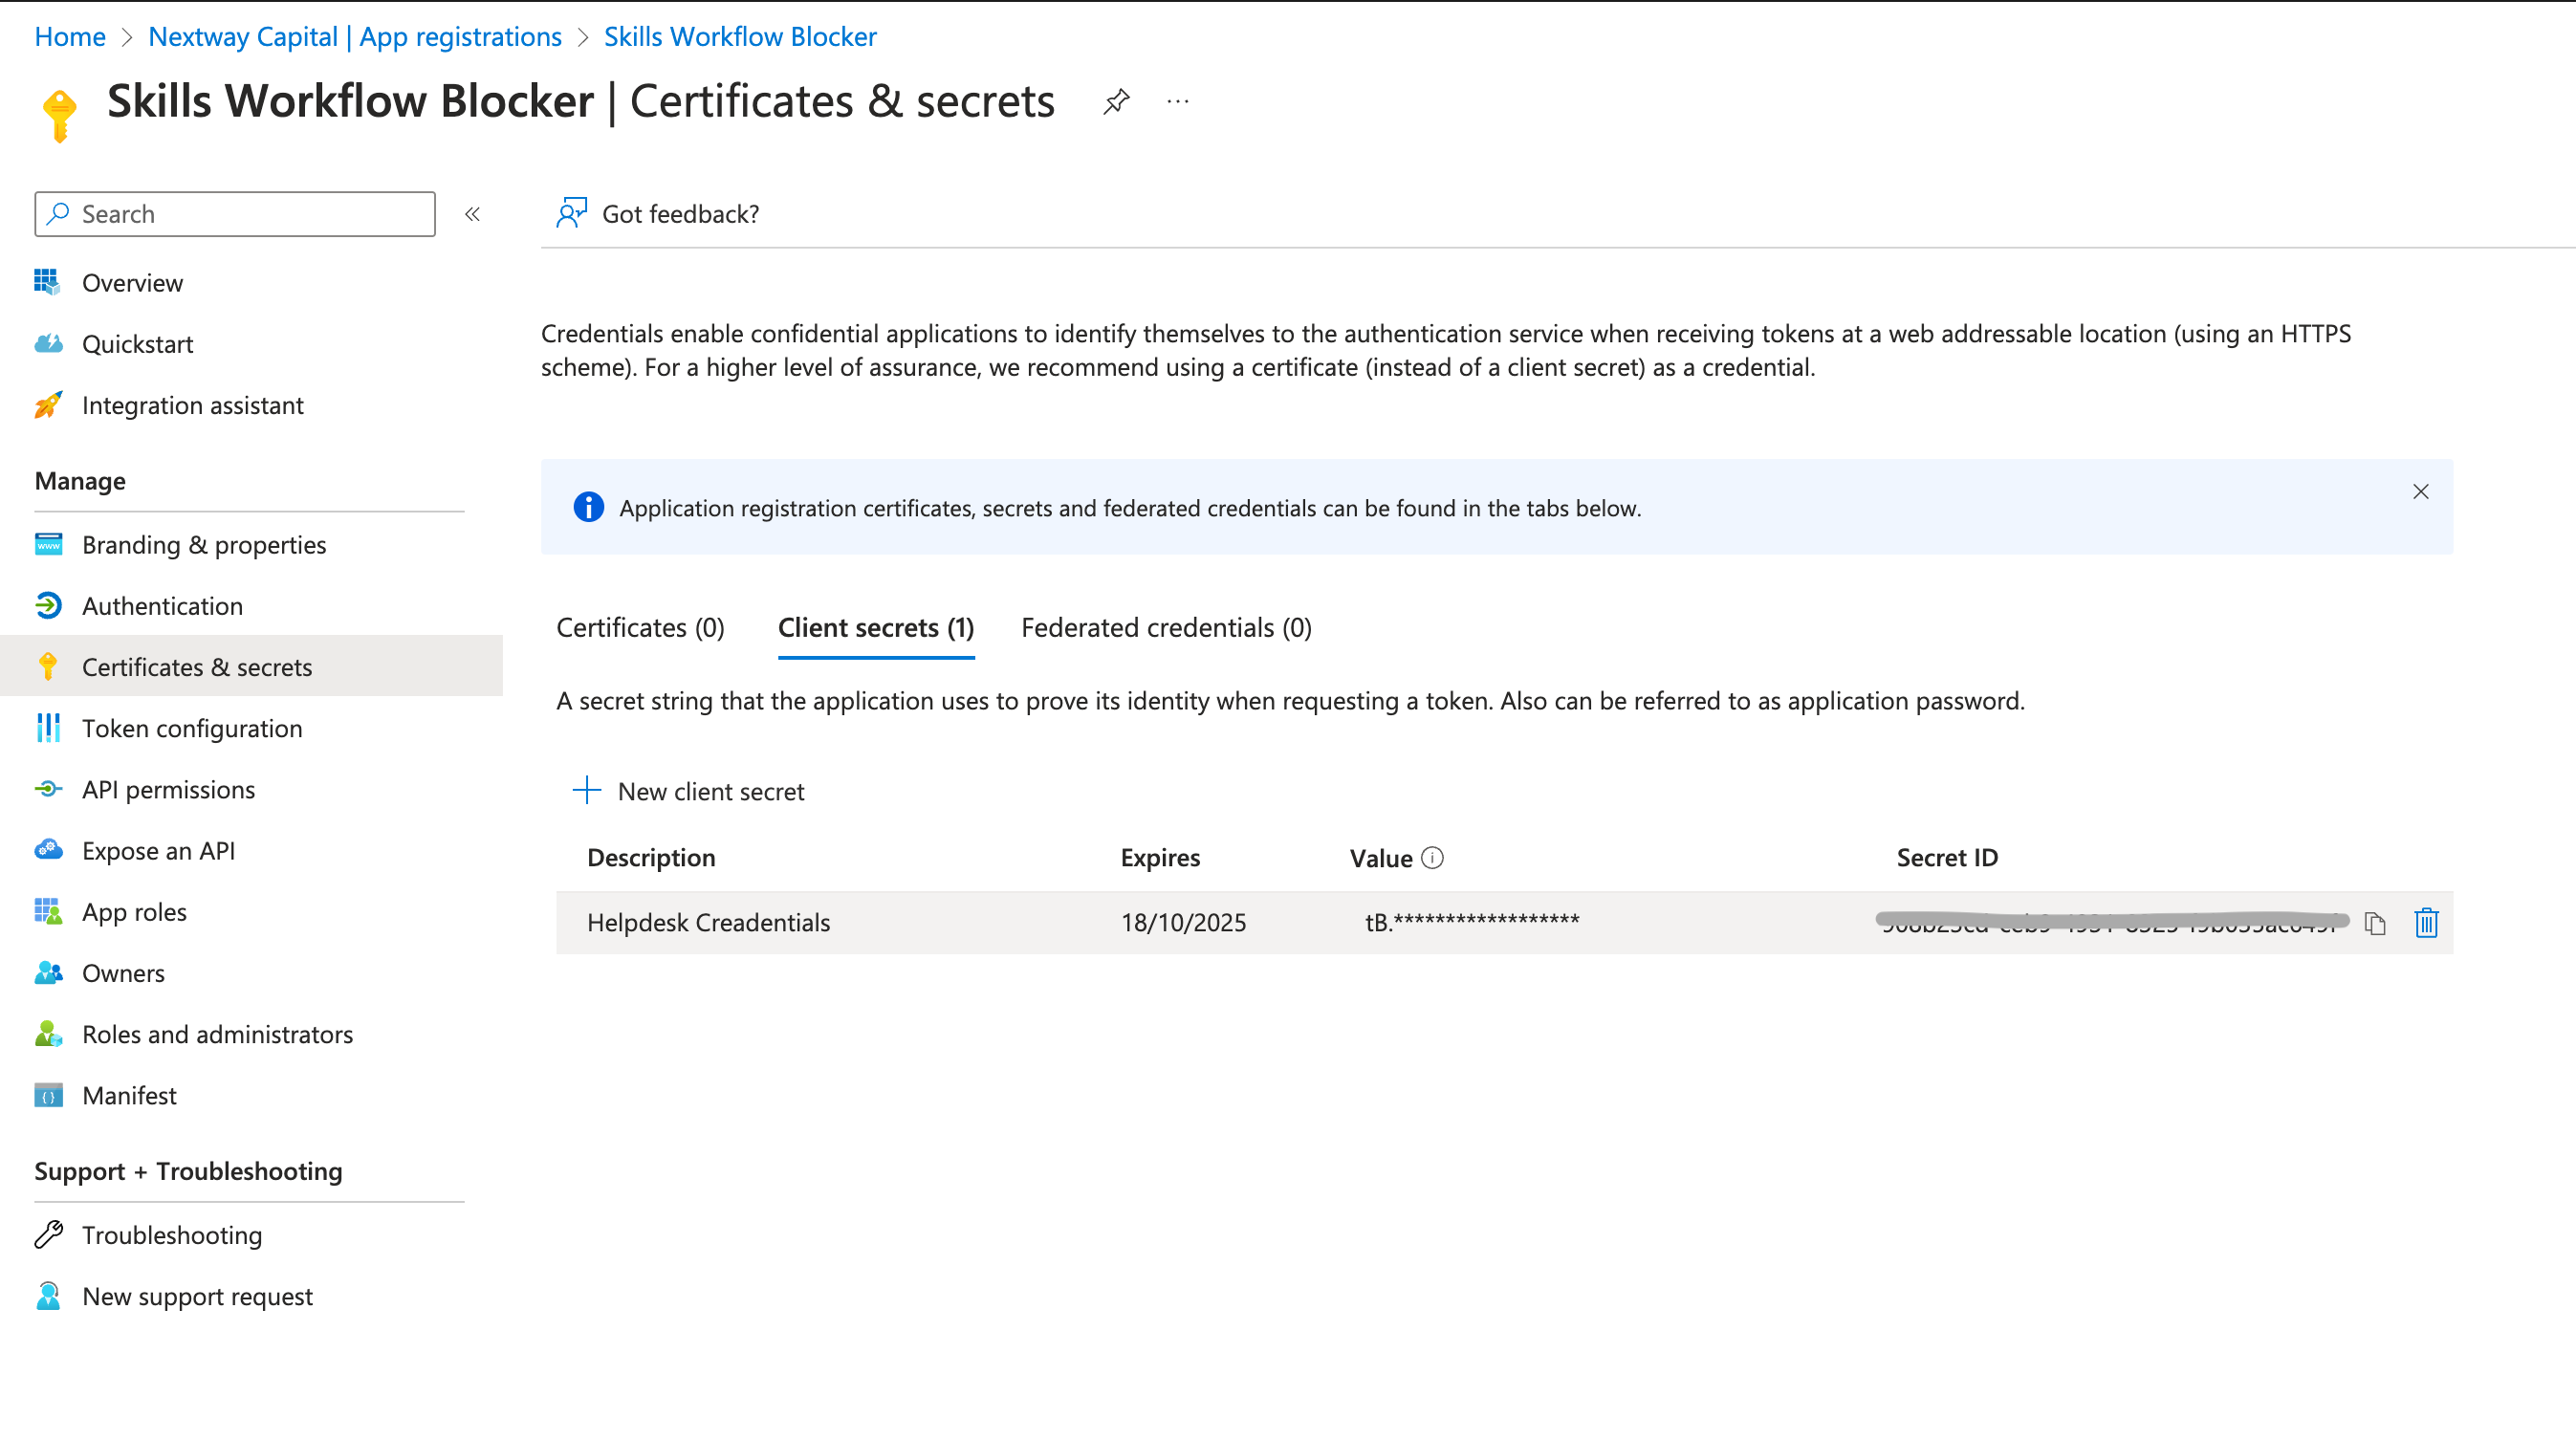 Home > Nextway Capital | App registrations > Skills Workflow Blocker
Skills Workflow Blocker | Certificates & secrets ...
Search «
Overview
Quickstart
Integration assistant
Manage
Branding & properties
Authentication
Certificates & secrets
Token configuration
API permissions
Expose an API
App roles
Owners
Roles and administrators
Manifest
Support + Troubleshooting
Troubleshooting
New support request
Got feedback?
Credentials enable confidential applications to identify themselves to the authentication service when receiving tokens at a web addressable location (using an HTTPS
scheme). For a higher level of assurance, we recommend using a certificate (instead of a client secret) as a credential.
Application registration certificates, secrets and federated credentials can be found in the tabs below.
Certificates (0) Client secrets (1) Federated credentials (0)
A secret string that the application uses to prove its identity when requesting a token. Also can be referred to as application password.
New client secret
Description Expires Value Secret ID
Helpdesk Creadentials 18/10/2025 tB.******************